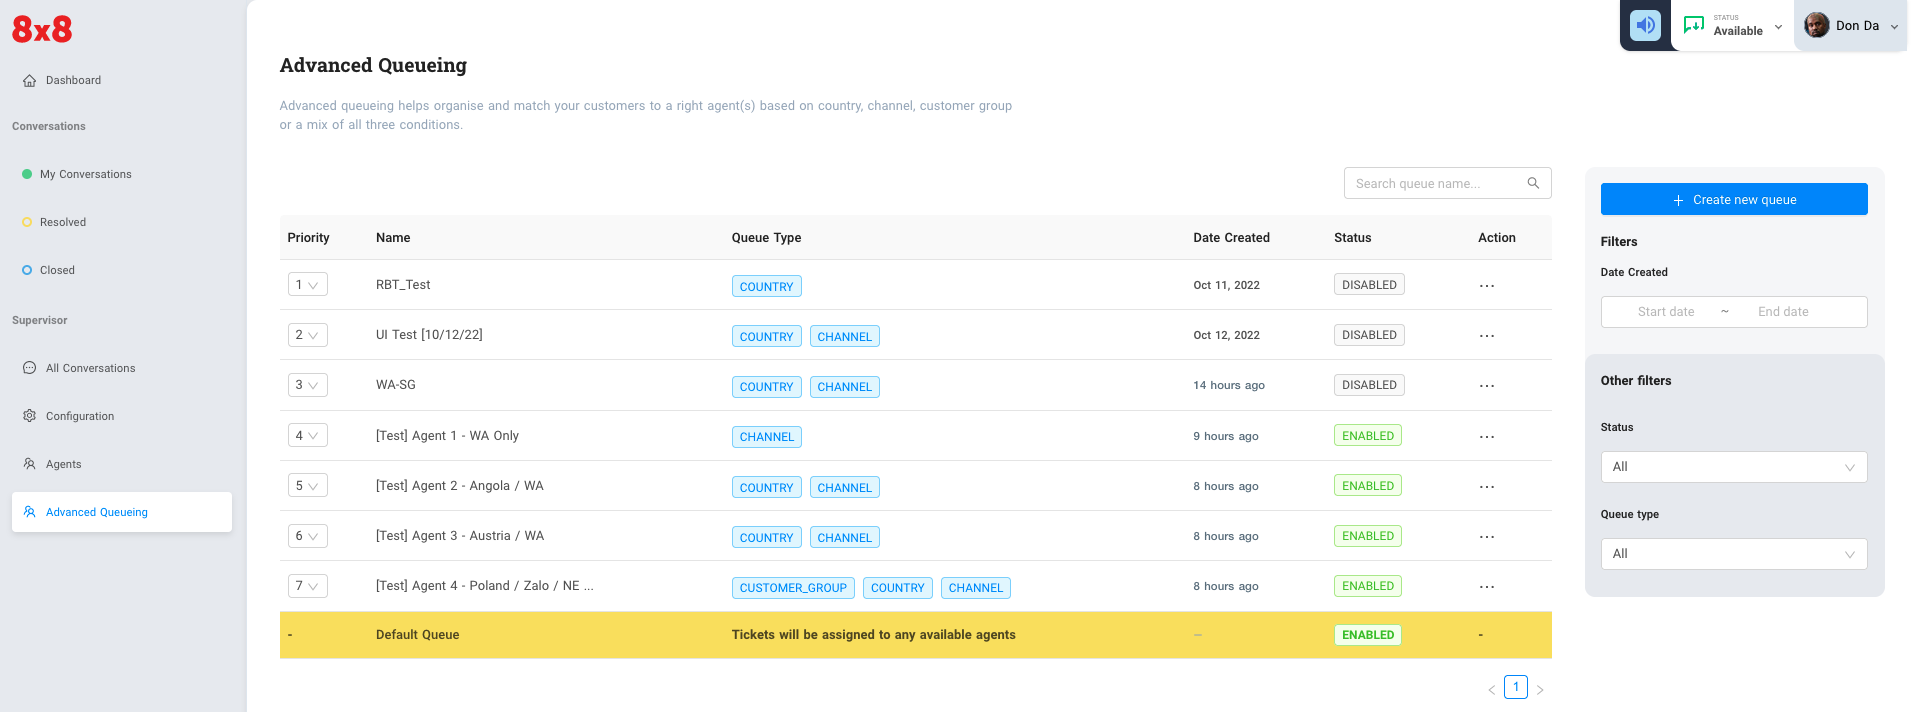 8x8
Dashboard
Conversations
My Conversations
Resolved
Closed
Supervisor
All Conversations
Configuration
Agents
Advanced Queueing
STATUS
Available
Don Da
Advanced Queueing
Advanced queueing helps organise and match your customers to a right agent(s) based on country, channel, customer group
or a mix of all three conditions.
Search queue name...
Priority Name Queue Type Date Created Status Action
1 RBT_Test COUNTRY Oct 11, 2022 DISABLED ...
2 UI Test [10/12/22] COUNTRY CHANNEL Oct 12, 2022 DISABLED ...
3 WA-SG COUNTRY CHANNEL 14 hours ago DISABLED ...
4 [Test] Agent 1 - WA Only CHANNEL 9 hours ago ENABLED ...
5 [Test] Agent 2 - Angola / WA COUNTRY CHANNEL 8 hours ago ENABLED ...
6 [Test] Agent 3 - Austria / WA COUNTRY CHANNEL 8 hours ago ENABLED ...
7 [Test] Agent 4 - Poland / Zalo / NE ... CUSTOMER_GROUP COUNTRY CHANNEL 8 hours ago ENABLED ...
- Default Queue Tickets will be assigned to any available agents – ENABLED -
< 1 >
+ Create new queue
Filters
Date Created
Start date ~ End date
Other filters
Status
All
Queue type
All